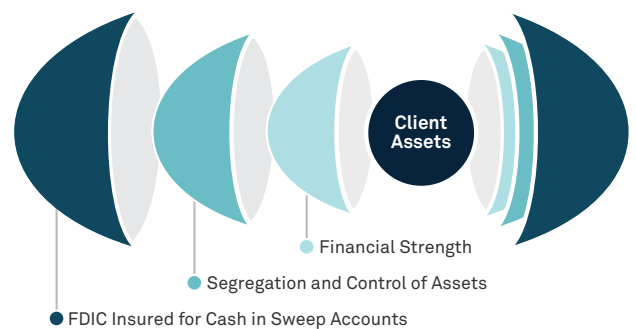 Client
Assets
Financial Strength
Segregation and Control of Assets
FDIC Insured for Cash in Sweep Accounts